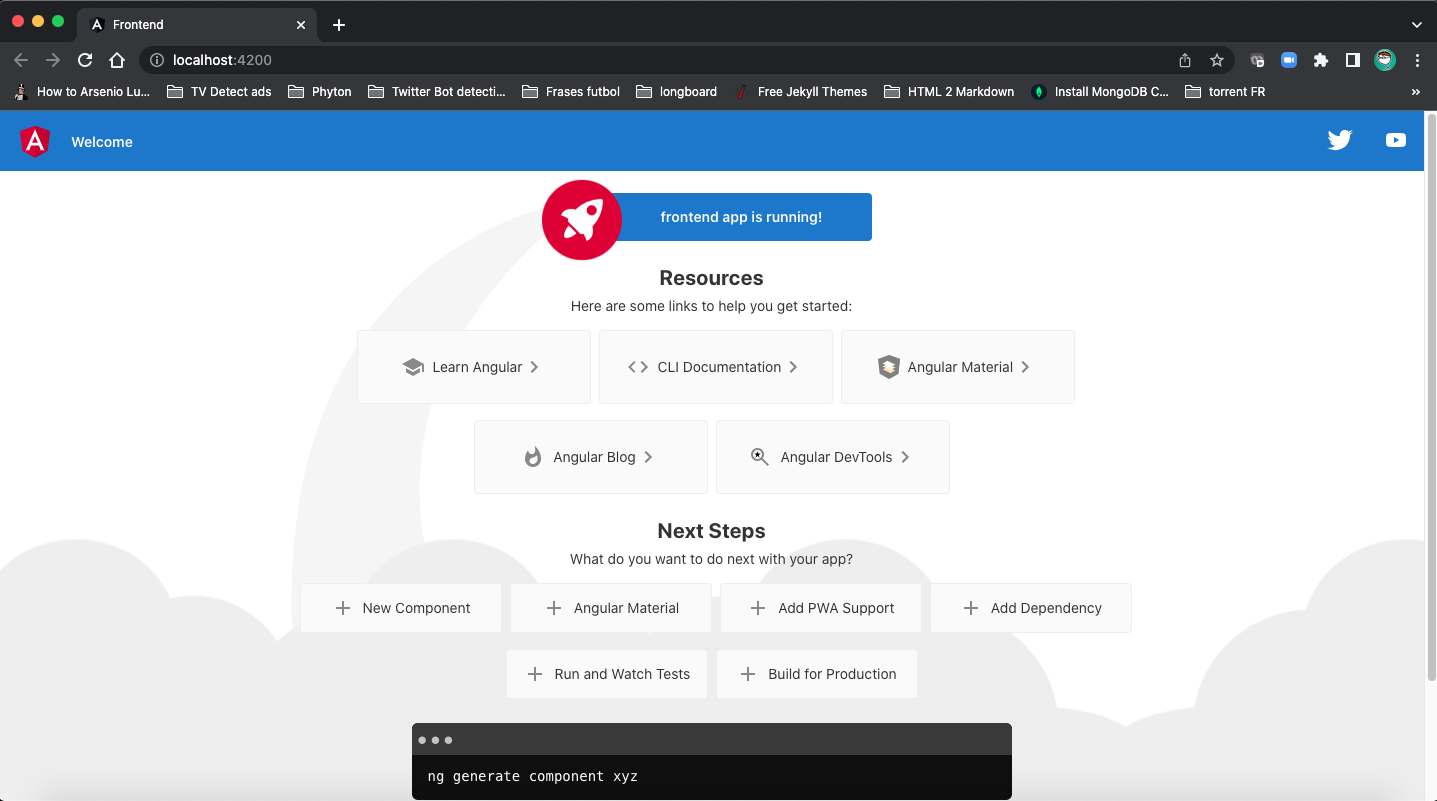 Frontend
localhost:4200
How to Arsenio Lu... TV Detect ads Phyton Twitter Bot detecti... Frases futbol longboard Free Jekyll Themes HTML 2 Markdown Install MongoDB C... torrent FR »
Welcome
frontend app is running!
Resources
Here are some links to help you get started:
Learn Angular CLI Documentation Angular Material
Angular Blog Angular DevTools
Next Steps
What do you want to do next with your app?
New Component Angular Material Add PWA Support Add Dependency
Run and Watch Tests Build for Production
ng generate component xyz